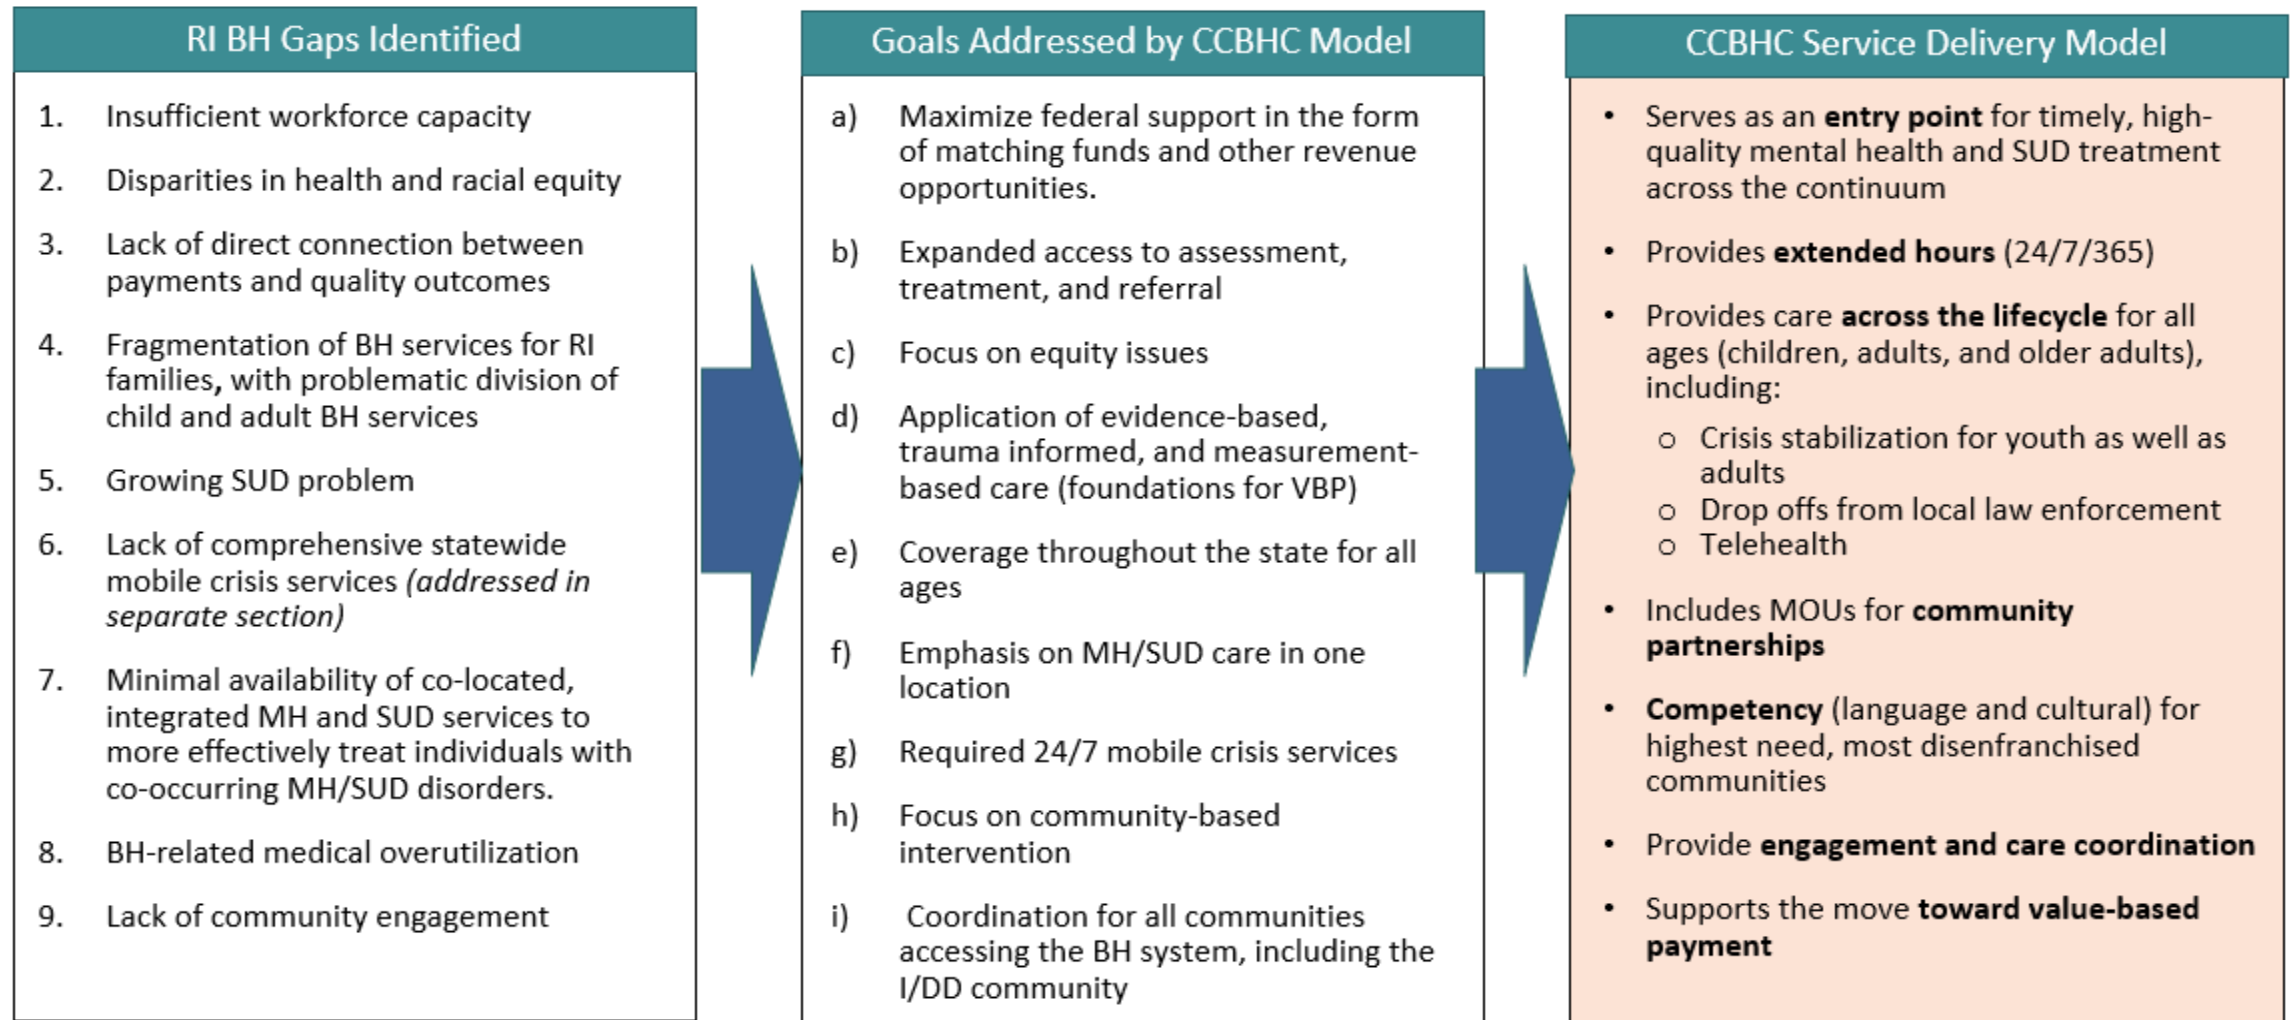 RI BH Gaps Identified
1. Insufficient workforce capacity
2. Disparities in health and racial equity
3. Lack of direct connection between
payments and quality outcomes
4. Fragmentation of BH services for RI
families, with problematic division of
child and adult BH services
5. Growing SUD problem
6. Lack of comprehensive statewide
mobile crisis services (addressed in
separate section)
7. Minimal availability of co-located,
integrated MH and SUD services to
more effectively treat individuals with
co-occurring MH/SUD disorders.
8. BH-related medical overutilization
9. Lack of community engagement
Goals Addressed by CCBHC Model
a) Maximize federal support in the form
of matching funds and other revenue
opportunities.
b) Expanded access to assessment,
treatment, and referral
c) Focus on equity issues
d) Application of evidence-based,
trauma informed, and measurement-
based care (foundations for VBP)
e) Coverage throughout the state for all
ages
f) Emphasis on MH/SUD care in one
location
g) Required 24/7 mobile crisis services
h) Focus on community-based
intervention
i) Coordination for all communities
accessing the BH system, including the
I/DD community
CCBHC Service Delivery Model
• Serves as an entry point for timely, high-
quality mental health and SUD treatment
across the continuum
• Provides extended hours (24/7/365)
• Provides care across the lifecycle for all
ages (children, adults, and older adults),
including:
o Crisis stabilization for youth as well as
adults
o Drop offs from local law enforcement
o Telehealth
• Includes MOUs for community
partnerships
• Competency (language and cultural) for
highest need, most disenfranchised
communities
• Provide engagement and care coordination
• Supports the move toward value-based
payment